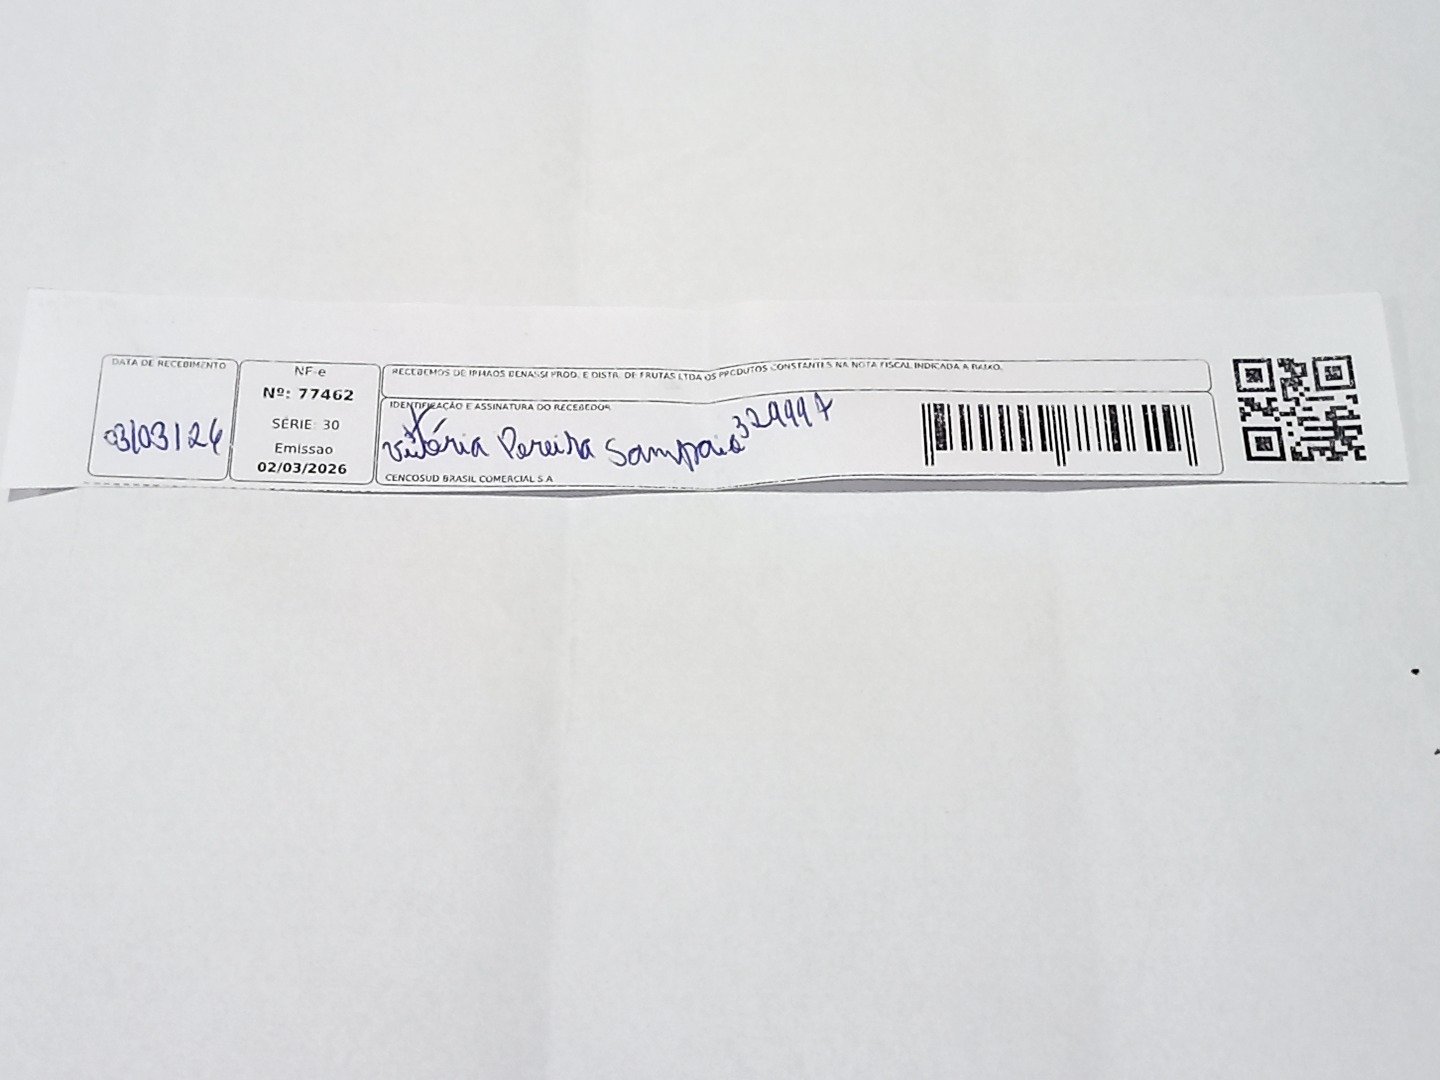 DATA DE RECEBIMENTO
03/03/26
NF-e
Nº: 77462
SÉRIE: 30
Emissao
02/03/2026
RECEBEMOS DE IRMAOS BENASSI PROD. E DISTR. DE FRUTAS LTDA OS PRODUTOS CONSTANTES NA NOTA FISCAL INDICADA A BAIXO.
IDENTIFICAÇÃO E ASSINATURA DO RECEBEDOR
Vitória Pereira Sampaio 329997
CENCOSUD BRASIL COMERCIAL S A